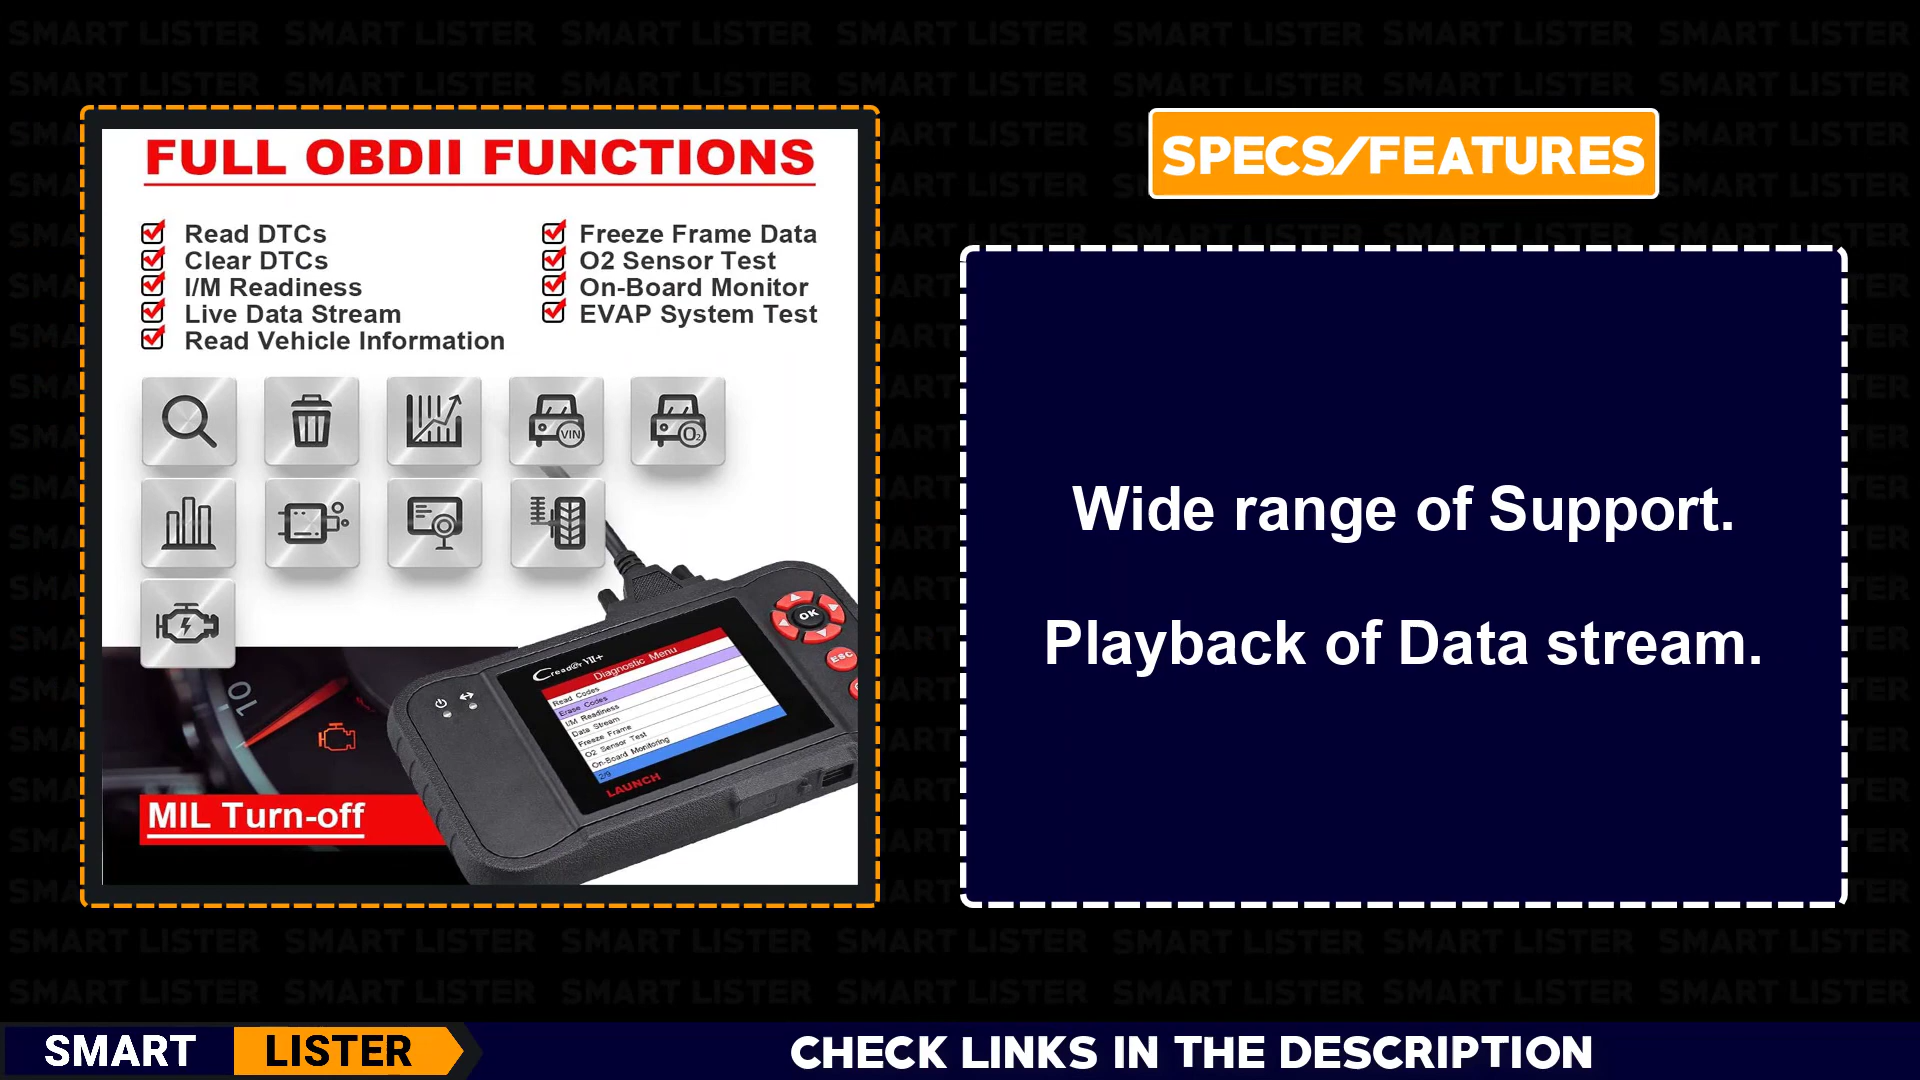 FULL OBDII FUNCTIONS
Read DTCs
Clear DTCs
I/M Readiness
Live Data Stream
Read Vehicle Information
Freeze Frame Data
O2 Sensor Test
On-Board Monitor
EVAP System Test
VIN
O2
10
MIL Turn-off
OK
ESC
Creader VII+
Diagnostic Menu
Read Codes
Erase Codes
I/M Readiness
Data Stream
Freeze Frame
O2 Sensor Test
On-Board Monitoring
2/9
LAUNCH
SPECS/FEATURES
Wide range of Support.
Playback of Data stream.
SMART LISTER
CHECK LINKS IN THE DESCRIPTION